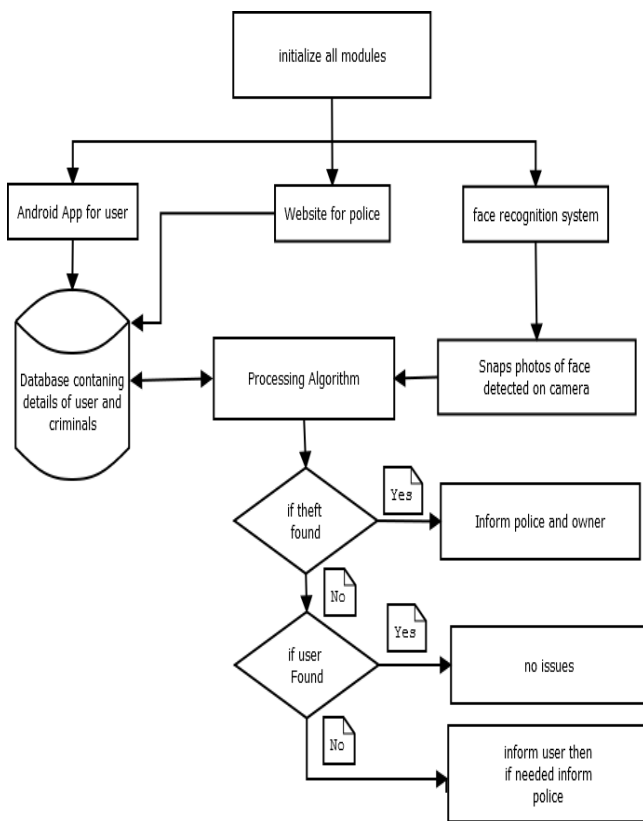 initialize all modules
Android App for user
Website for police
face recognition system
Database contaning
details of user and
criminals
Processing Algorithm
Snaps photos of face
detected on camera
if theft
found
Yes
Inform police and owner
No
if user
Found
Yes
no issues
No
inform user then
if needed inform
police